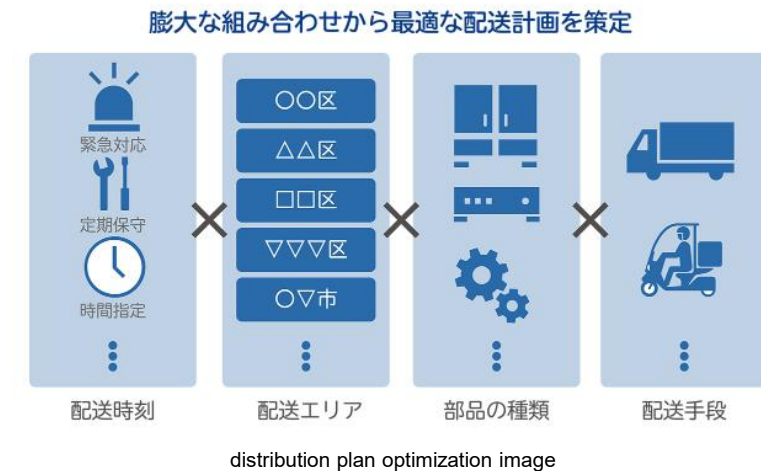 膨大な組み合わせから最適な配送計画を策定
緊急対応
定期保守
時間指定
配送時刻
〇〇区
△△区
□□区
▽▽▽区
〇▽市
配送エリア
部品の種類
配送手段
distribution plan optimization image